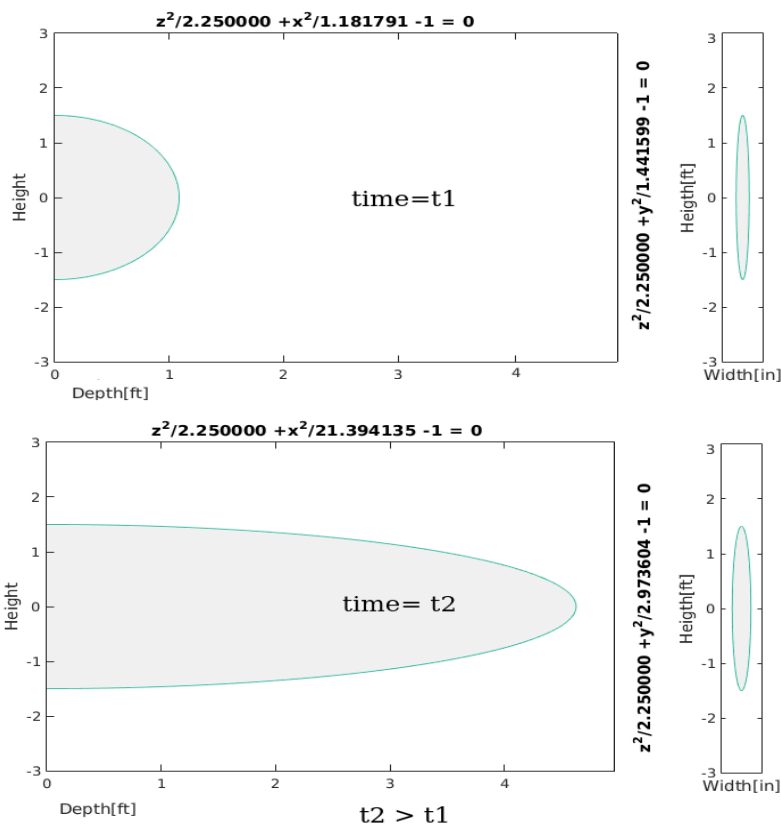 z²/2.250000 +x²/1.181791 -1 = 0
3
2
1
0
-1
-2
-3
Height
time=t1
0
1
2
3
4
Depth[ft]
z²/2.250000 +y²/1.441599 -1 = 0
3
2
1
0
-1
-2
-3
Heigth[ft]
Width[in]
z²/2.250000 +x²/21.394135 -1 = 0
3
2
1
0
-1
-2
-3
Height
time= t2
0
1
2
3
4
Depth[ft]
z²/2.250000 +y²/2.973604 -1 = 0
3
2
1
0
-1
-2
-3
Heigth[ft]
Width[in]
t2 > t1